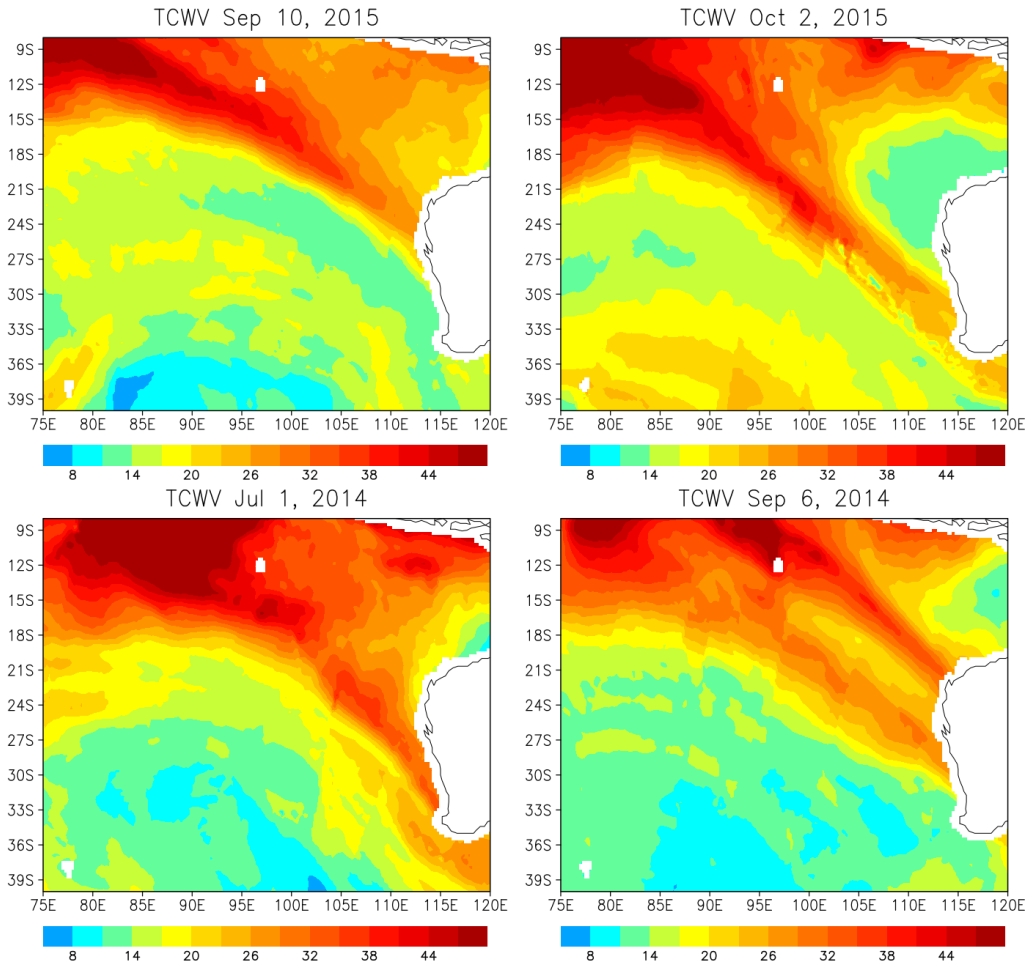 TCWV Sep 10, 2015
9S
12S
15S
18S
21S
24S
27S
30S
33S
36S
39S
75E 80E 85E 90E 95E 100E 105E 110E 115E 120E
8 14 20 26 32 38 44
TCWV Oct 2, 2015
9S
12S
15S
18S
21S
24S
27S
30S
33S
36S
39S
75E 80E 85E 90E 95E 100E 105E 110E 115E 120E
8 14 20 26 32 38 44
TCWV Jul 1, 2014
9S
12S
15S
18S
21S
24S
27S
30S
33S
36S
39S
75E 80E 85E 90E 95E 100E 105E 110E 115E 120E
8 14 20 26 32 38 44
TCWV Sep 6, 2014
9S
12S
15S
18S
21S
24S
27S
30S
33S
36S
39S
75E 80E 85E 90E 95E 100E 105E 110E 115E 120E
8 14 20 26 32 38 44